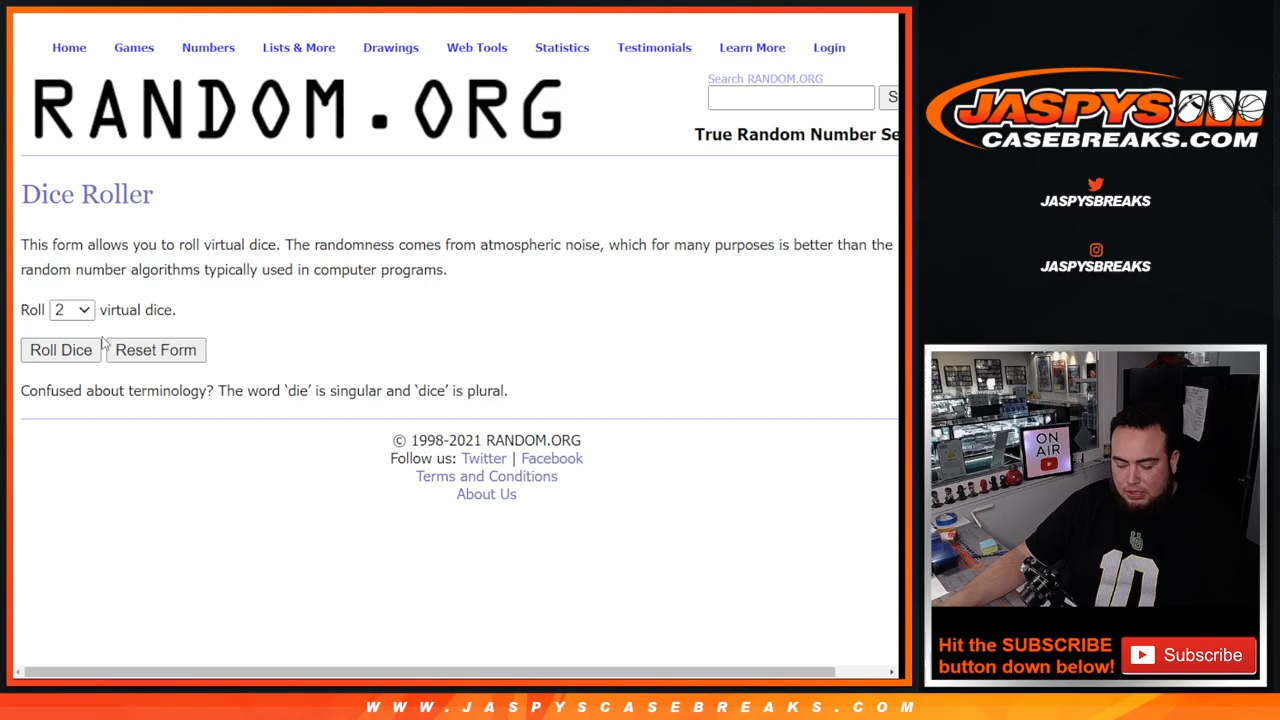 Home Games Numbers Lists & More Drawings Web Tools Statistics Testimonials Learn More Login
RANDOM.ORG
Search RANDOM.ORG
S
True Random Number Se
Dice Roller
This form allows you to roll virtual dice. The randomness comes from atmospheric noise, which for many purposes is better than the
random number algorithms typically used in computer programs.
Roll 2 virtual dice.
Roll Dice Reset Form
Confused about terminology? The word ‘die’ is singular and ‘dice’ is plural.
© 1998-2021 RANDOM.ORG
Follow us: Twitter | Facebook
Terms and Conditions
About Us
JASPYS
CASEBREAKS.COM
JASPYSBREAKS
JASPYSBREAKS
ON
AIR
10
Hit the SUBSCRIBE
button down below!
Subscribe
WWW.JASPYSCASEBREAKS.COM